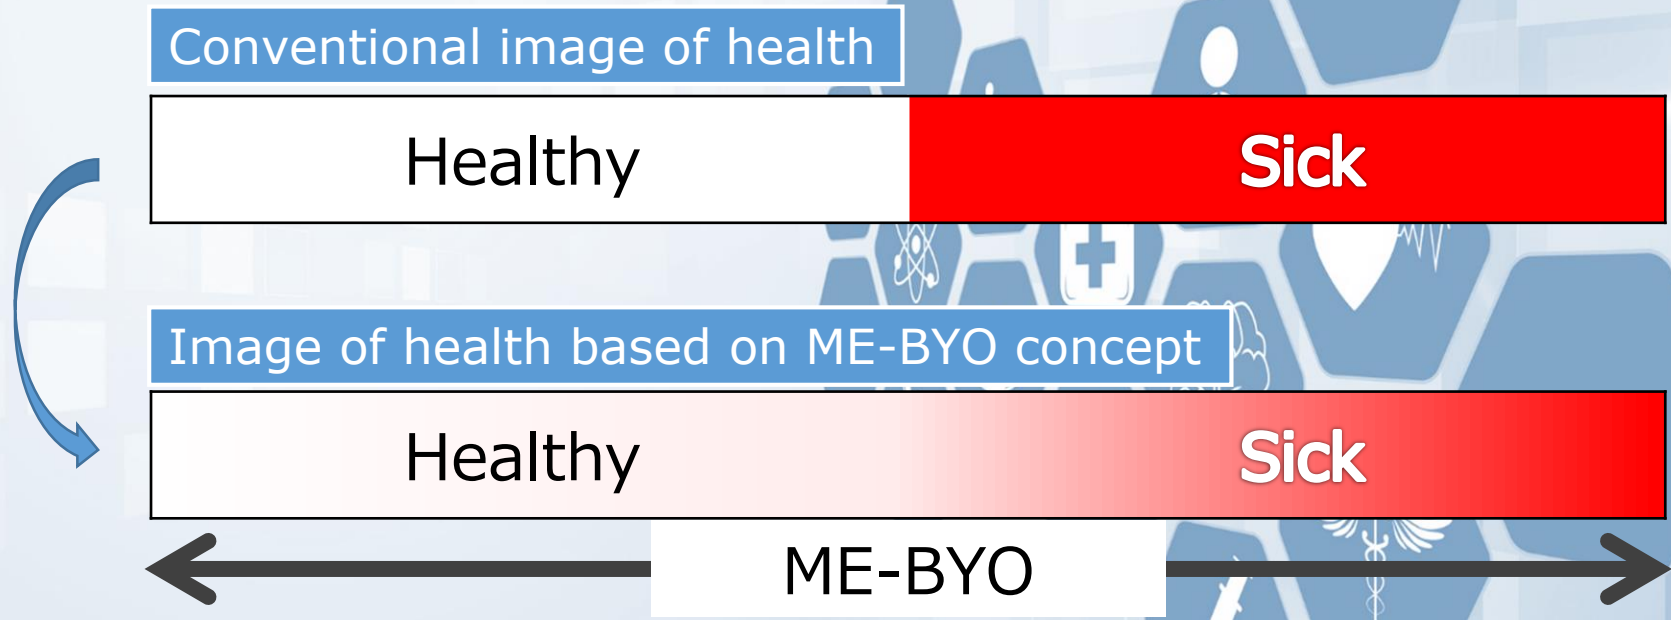 Conventional image of health
Healthy
Sick
Image of health based on ME-BYO concept
Healthy
Sick
ME-BYO